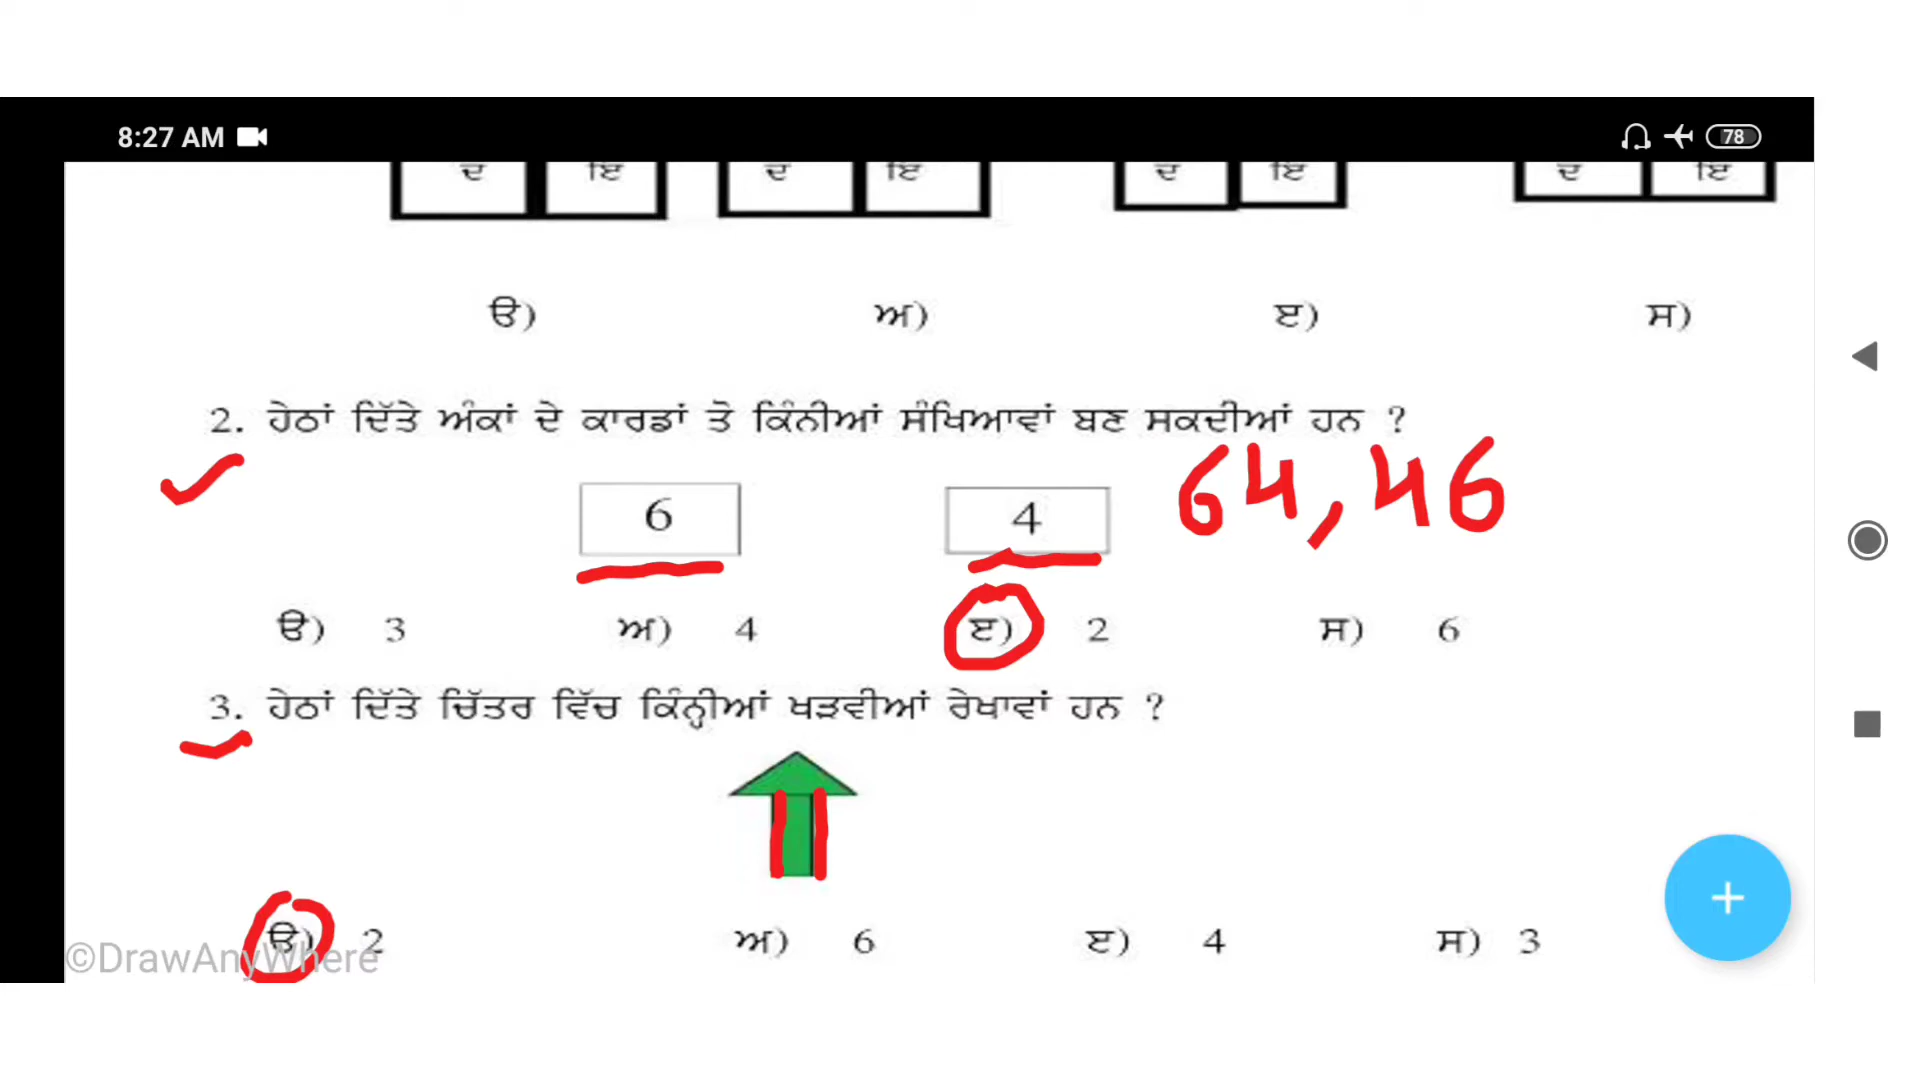 8:27 AM 78
ਦ ਇ ਦ ਇ ਦ ਇ ਦ ਇ
ੳ) ਅ) ੲ) ਸ)
2. ਹੇਠਾਂ ਦਿੱਤੇ ਅੰਕਾਂ ਦੇ ਕਾਰਡਾਂ ਤੋ ਕਿੰਨੀਆਂ ਸੰਖਿਆਵਾਂ ਬਣ ਸਕਦੀਆਂ ਹਨ ?
6 4 64, 46
ੳ) 3 ਅ) 4 ੲ) 2 ਸ) 6
3. ਹੇਠਾਂ ਦਿੱਤੇ ਚਿੱਤਰ ਵਿੱਚ ਕਿੰਨ੍ਹੀਆਂ ਖੜਵੀਆਂ ਰੇਖਾਵਾਂ ਹਨ ?
ੳ) 2 ਅ) 6 ੲ) 4 ਸ) 3
©DrawAnyWhere